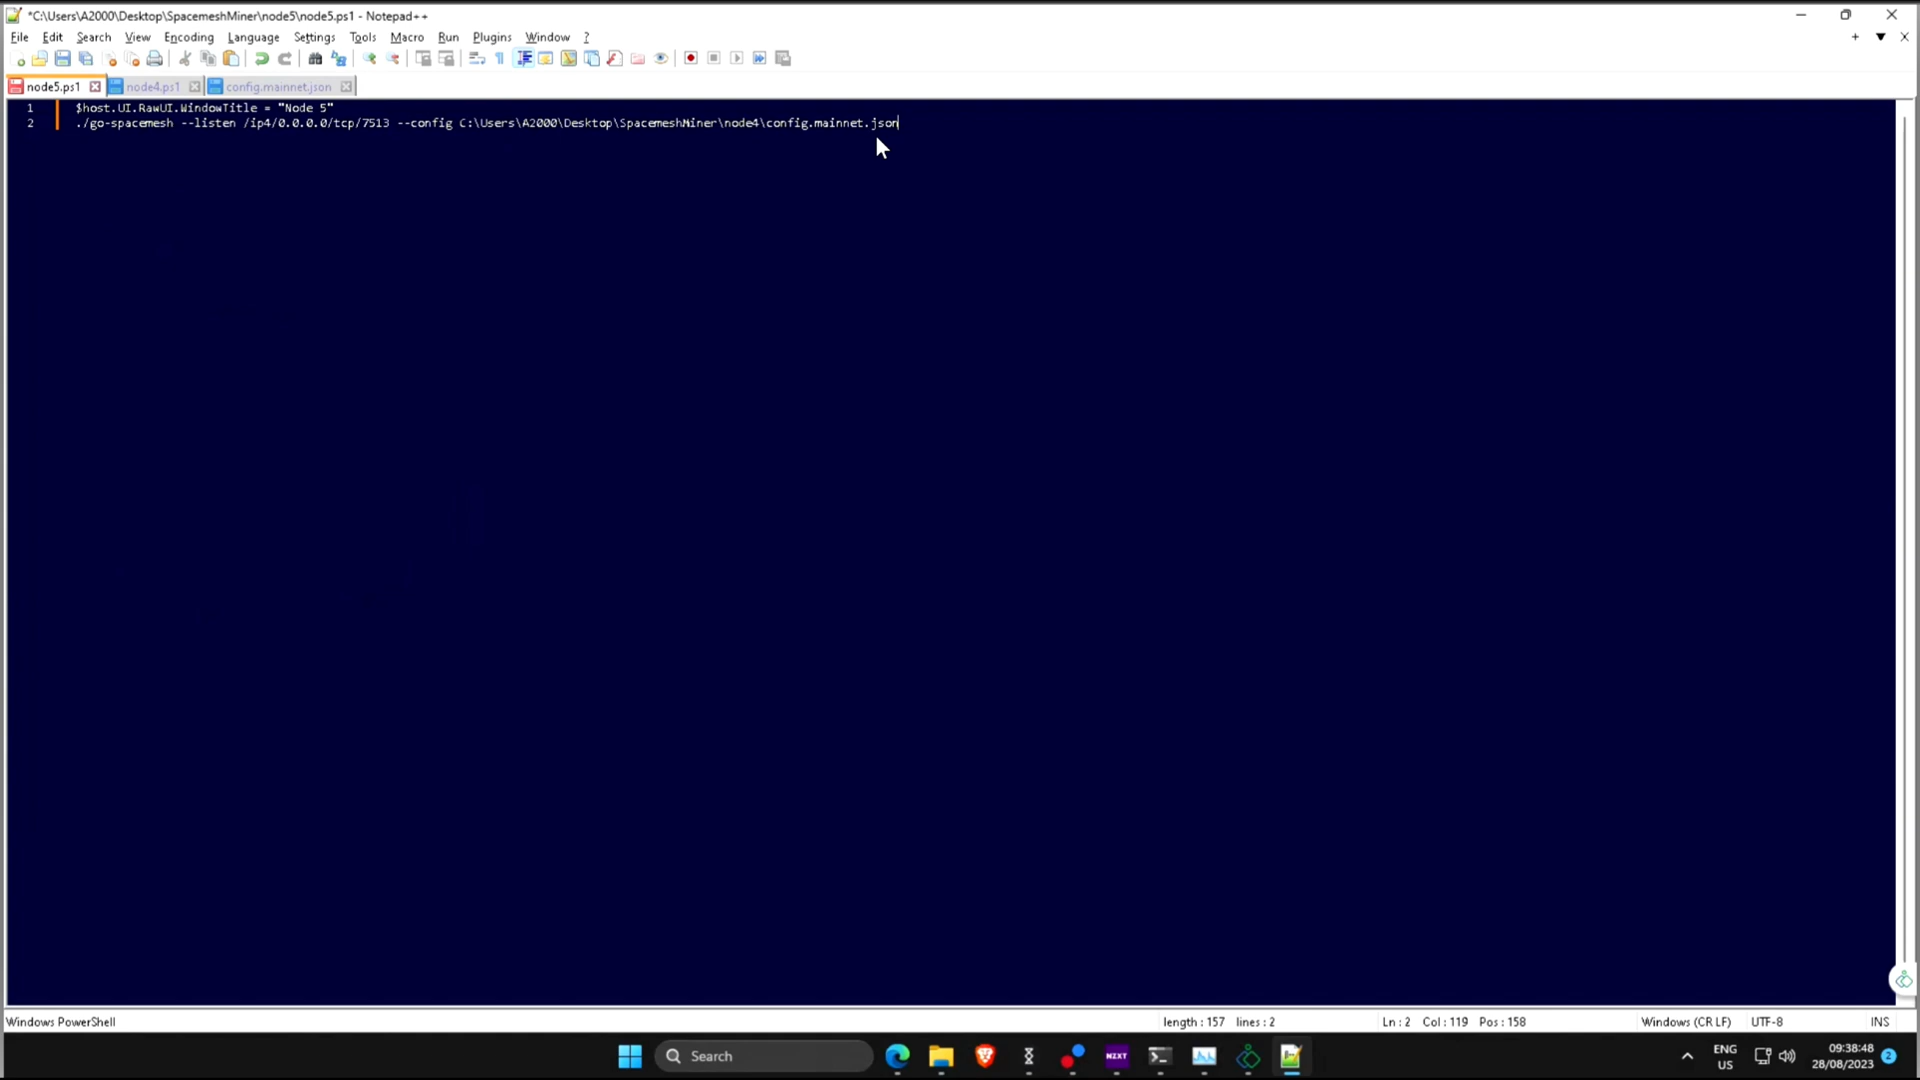 *C:\Users\A2000\Desktop\SpacemeshMiner\node5\node5.ps1 - Notepad++
File Edit Search View Encoding Language Settings Tools Macro Run Plugins Window ?
node5.ps1 node4.ps1 config.mainnet.json
1 $host.UI.RawUI.WindowTitle = "Node 5"
2 ./go-spacemesh --listen /ip4/0.0.0.0/tcp/7513 --config C:\Users\A2000\Desktop\SpacemeshMiner\node4\config.mainnet.json
Windows PowerShell length : 157 lines : 2 Ln : 2 Col : 119 Pos : 158 Windows (CR LF) UTF-8 INS
Search
NZXT
ENG
US
09:38:48
28/08/2023
2